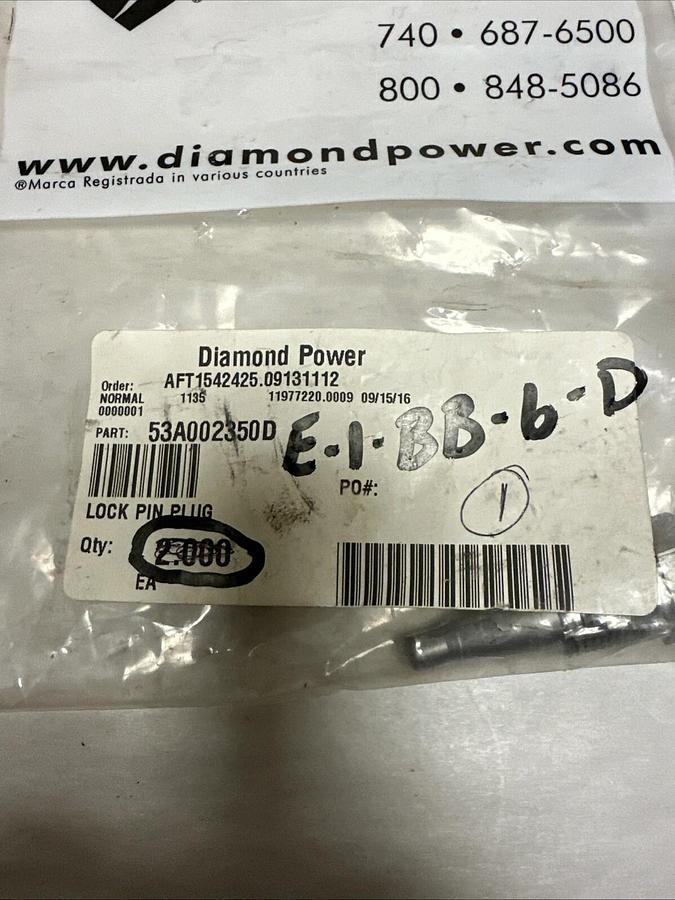 740 • 687-6500
800 • 848-5086
www.diamondpower.com
®Marca Registrada in various countries
Diamond Power
Order: AFT1542425.09131112
NORMAL 1135 11977220.0009 09/15/16
0000001
PART: 53A002350D
E-1-BB-6-D
PO#:
1
LOCK PIN PLUG
Qty: 2.000
EA